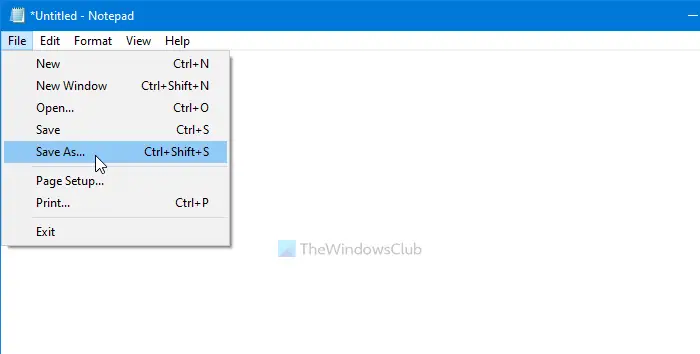 *Untitled - Notepad
File Edit Format View Help
New Ctrl+N
New Window Ctrl+Shift+N
Open... Ctrl+O
Save Ctrl+S
Save As... Ctrl+Shift+S
Page Setup...
Print... Ctrl+P
Exit
TheWindowsClub